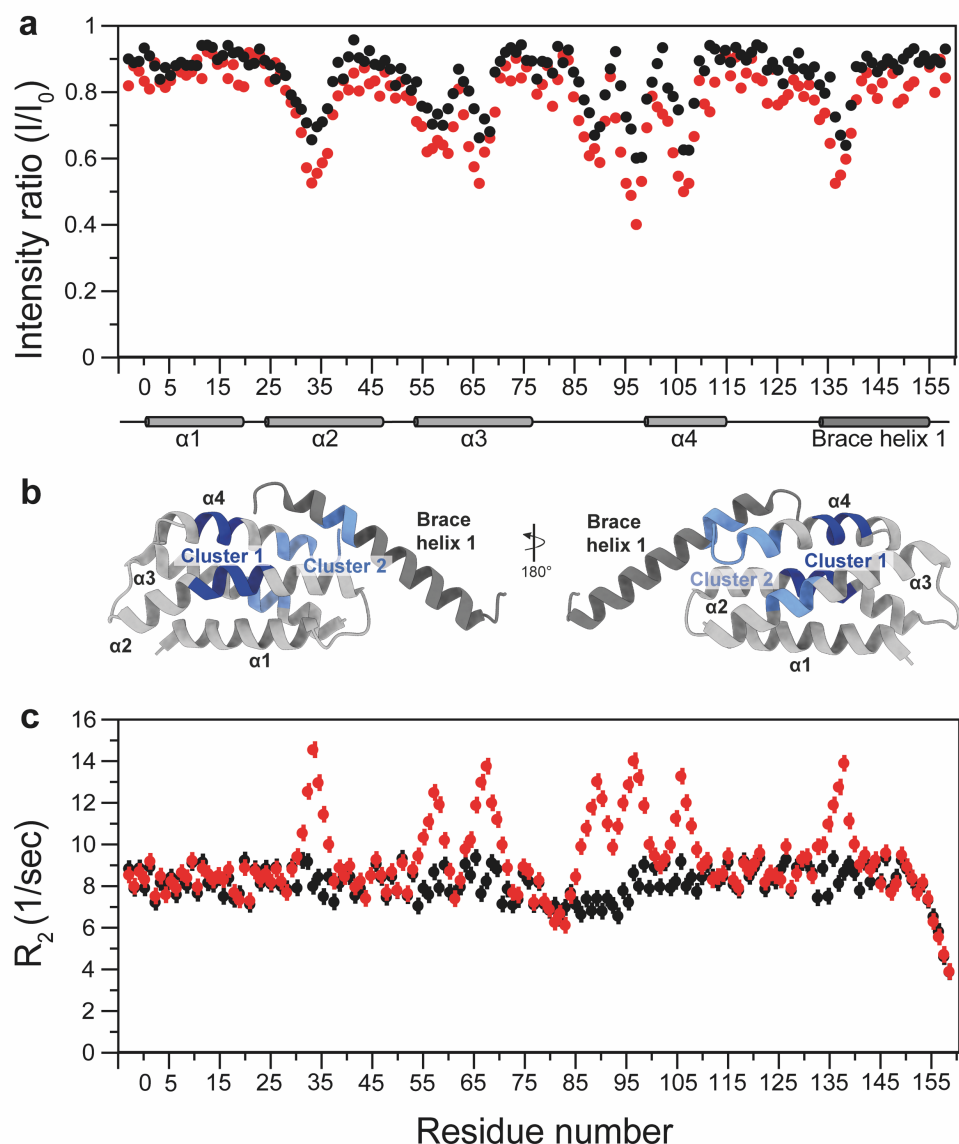 a
Intensity ratio (I/I₀)
1
0.8
0.6
0.4
0.2
0
0 5 15 25 35 45 55 65 75 85 95 105 115 125 135 145 155
α1 α2 α3 α4 Brace helix 1
b
α4
Brace
helix 1
Cluster 1
Cluster 2
α3
α2
α1
180°
Brace
helix 1
α4
Cluster 1
Cluster 2
α3
α2
α1
c
R₂ (1/sec)
16
14
12
10
8
6
4
2
0
0 5 15 25 35 45 55 65 75 85 95 105 115 125 135 145 155
Residue number